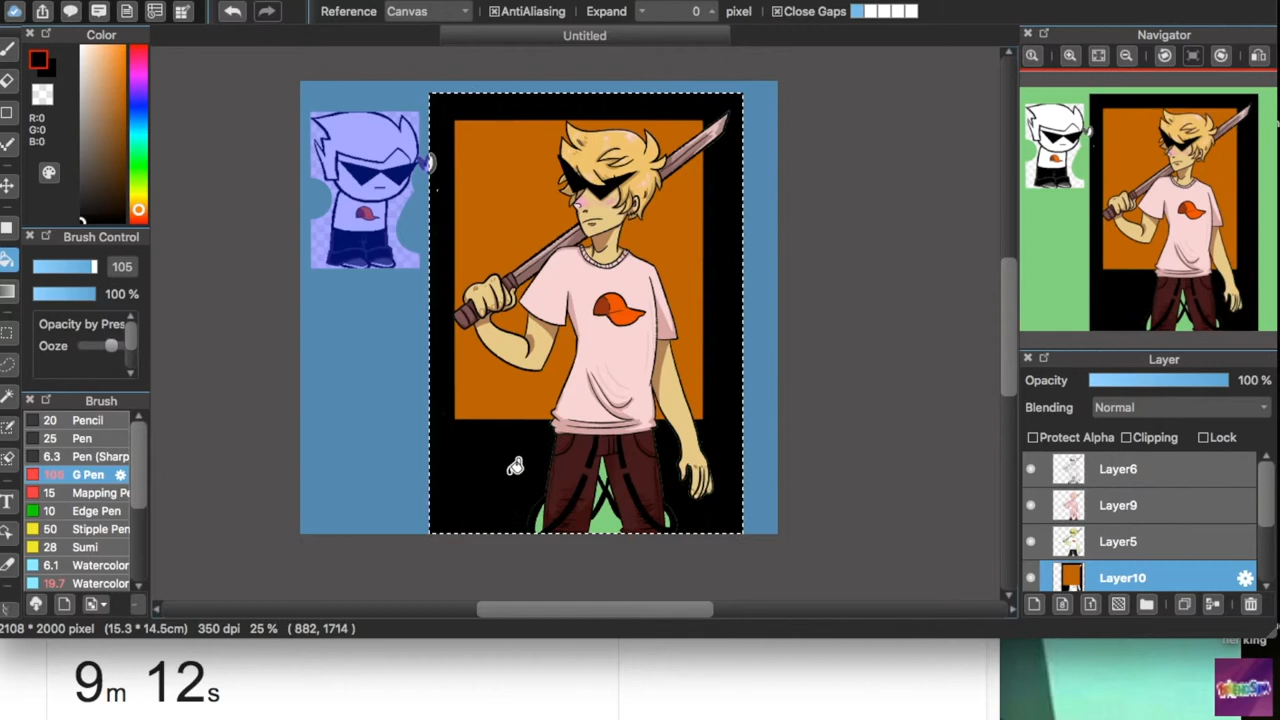 Reference Canvas AntiAliasing Expand 0 pixel Close Gaps
Untitled
Color
R:0
G:0
B:0
Brush Control
105
100 %
Opacity by Pres
Ooze
Brush
20 Pencil
25 Pen
6.3 Pen (Sharp
105 G Pen
15 Mapping Pe
10 Edge Pen
50 Stipple Pen
28 Sumi
6.1 Watercolor
19.7 Watercolor
2108 * 2000 pixel (15.3 * 14.5cm) 350 dpi 25 % ( 882, 1714 )
Navigator
Layer
Opacity 100 %
Blending Normal
Protect Alpha Clipping Lock
Layer6
Layer9
Layer5
Layer10
9m 12s